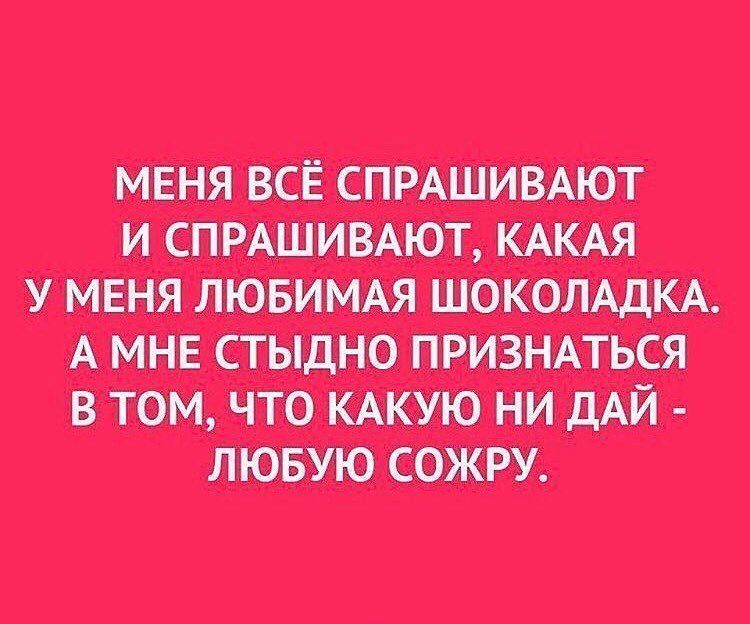 МЕНЯ ВСЁ СПРАШИВАЮТ
И СПРАШИВАЮТ, КАКАЯ
У МЕНЯ ЛЮБИМАЯ ШОКОЛАДКА.
А МНЕ СТЫДНО ПРИЗНАТЬСЯ
В ТОМ, ЧТО КАКУЮ НИ ДАЙ -
ЛЮБУЮ СОЖРУ.